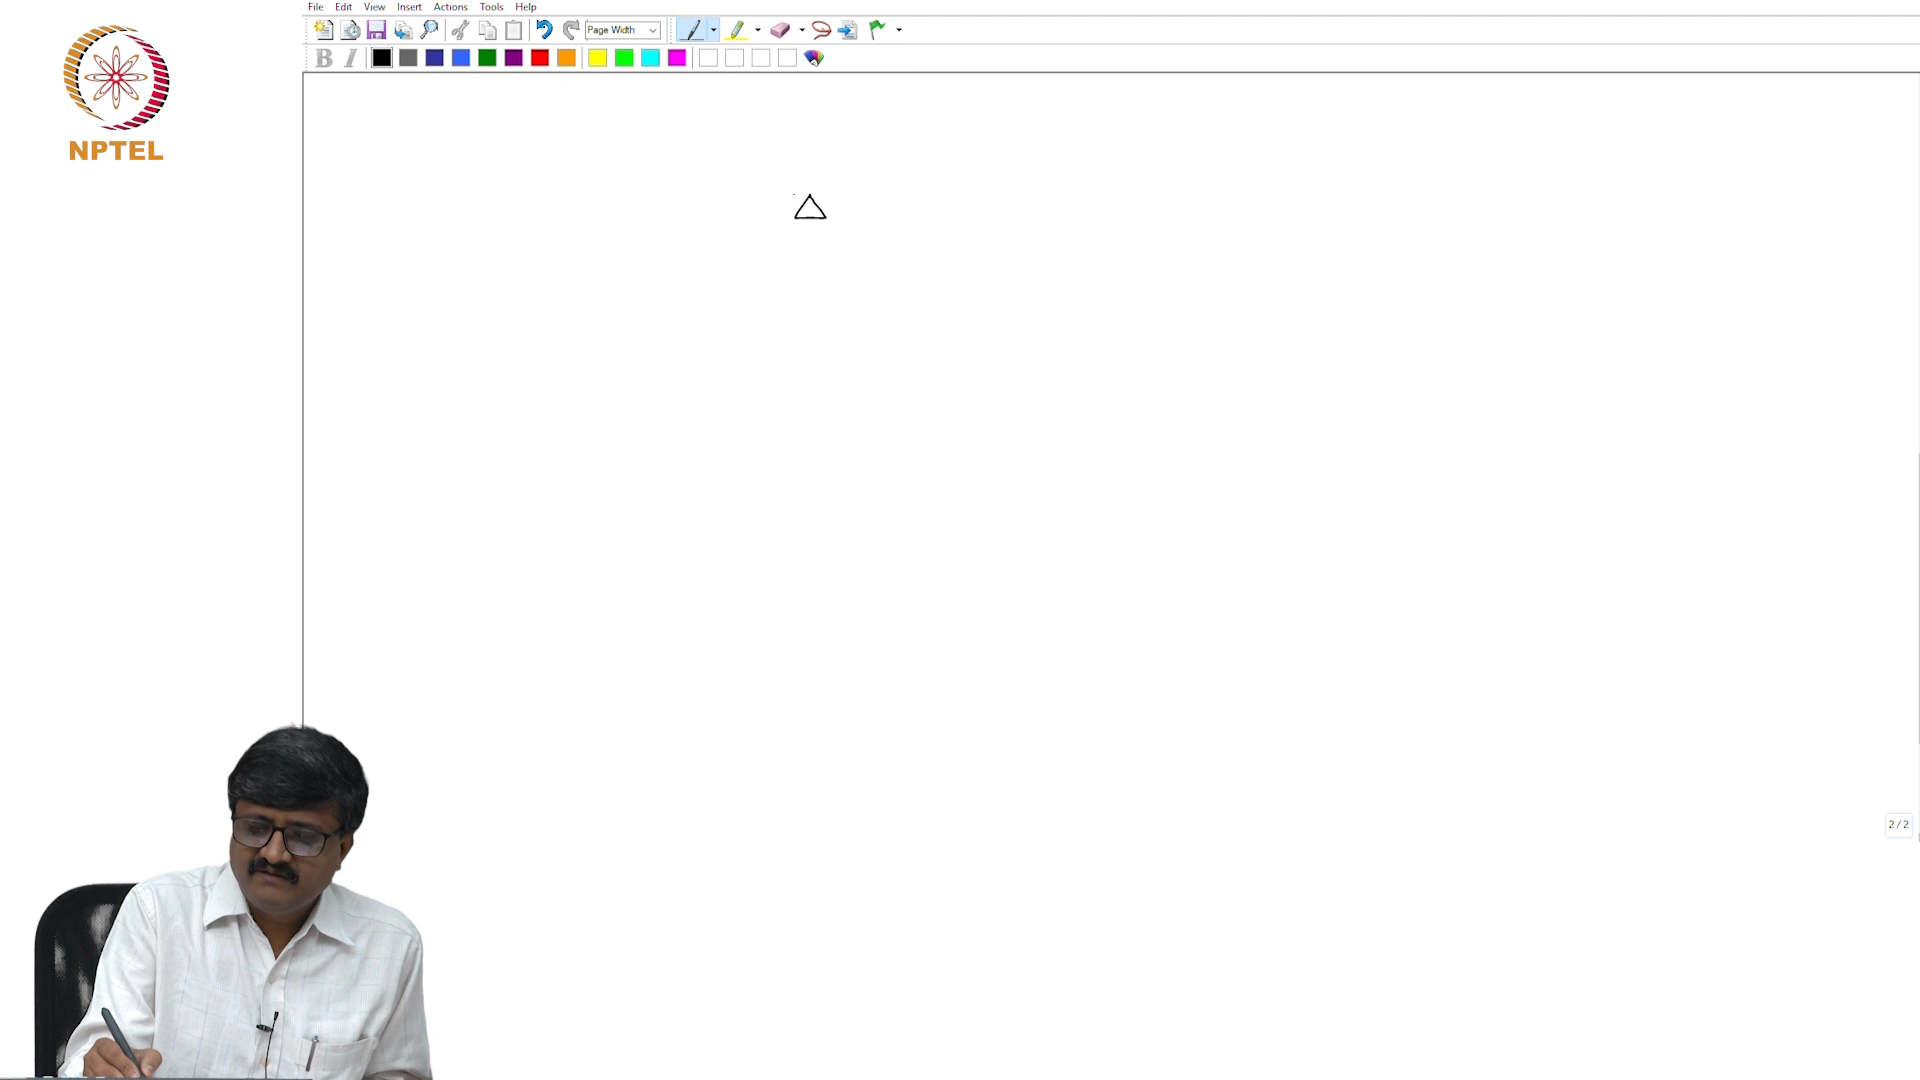 File Edit View Insert Actions Tools Help
Page Width
B I
NPTEL
Δ
2 / 2